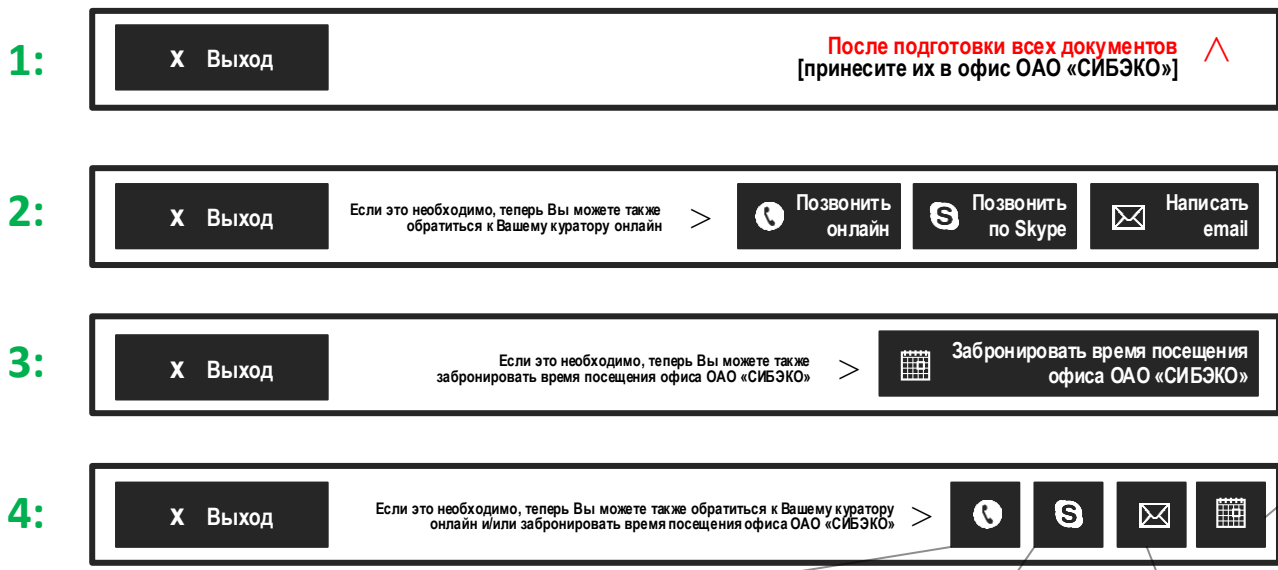 1:
X Выход
После подготовки всех документов
[принесите их в офис ОАО «СИБЭКО»]
2:
X Выход
Если это необходимо, теперь Вы можете также
обратиться к Вашему куратору онлайн
>
Позвонить
онлайн
Позвонить
по Skype
Написать
email
3:
X Выход
Если это необходимо, теперь Вы можете также
забронировать время посещения офиса ОАО «СИБЭКО»
>
Забронировать время посещения
офиса ОАО «СИБЭКО»
4:
X Выход
Если это необходимо, теперь Вы можете также обратиться к Вашему куратору
онлайн и/или забронировать время посещения офиса ОАО «СИБЭКО»
>